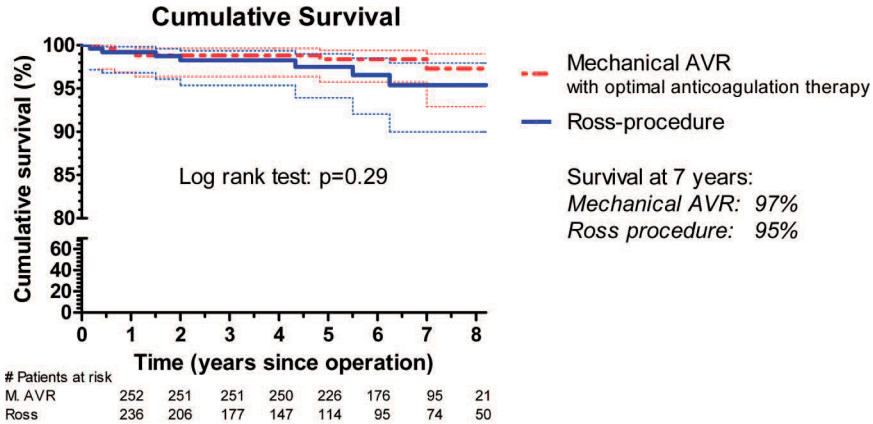 Cumulative Survival
Cumulative survival (%)
100
95
90
85
80
60
40
20
0
Log rank test: p=0.29
0 1 2 3 4 5 6 7 8
Time (years since operation)
Mechanical AVR
with optimal anticoagulation therapy
Ross-procedure
Survival at 7 years:
Mechanical AVR: 97%
Ross procedure: 95%
# Patients at risk
M. AVR 252 251 251 250 226 176 95 21
Ross 236 206 177 147 114 95 74 50